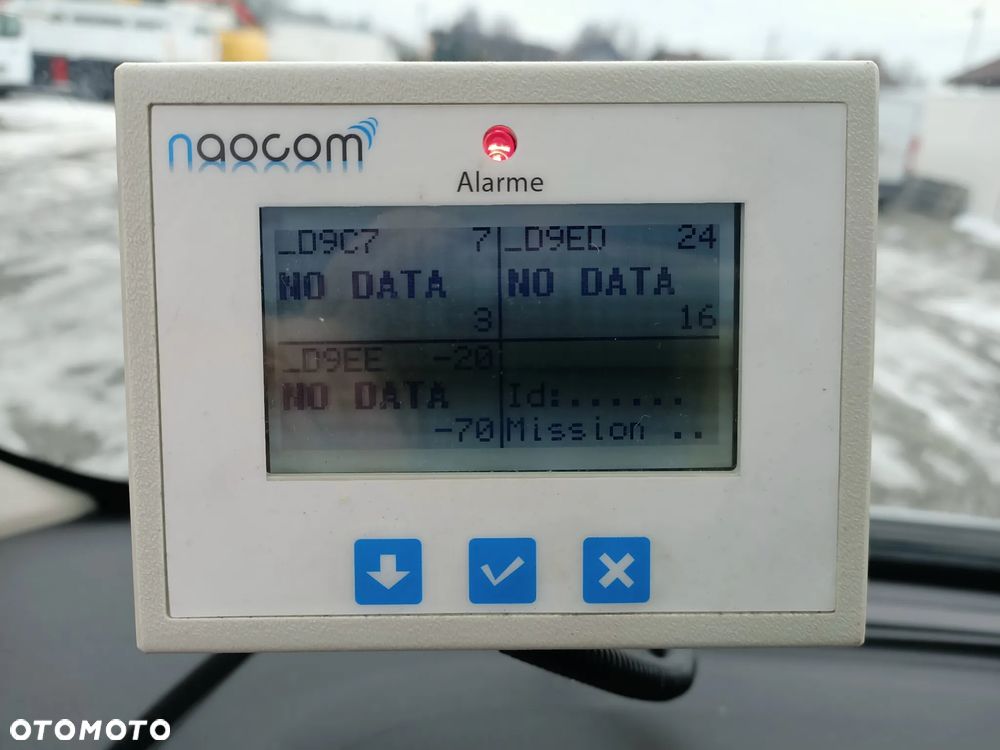 naocom
Alarme
_D9C7 7
NO DATA
3
_D9ED 24
NO DATA
16
_D9EE -20
NO DATA
-70
Id:......
Mission ..
OTOMOTO